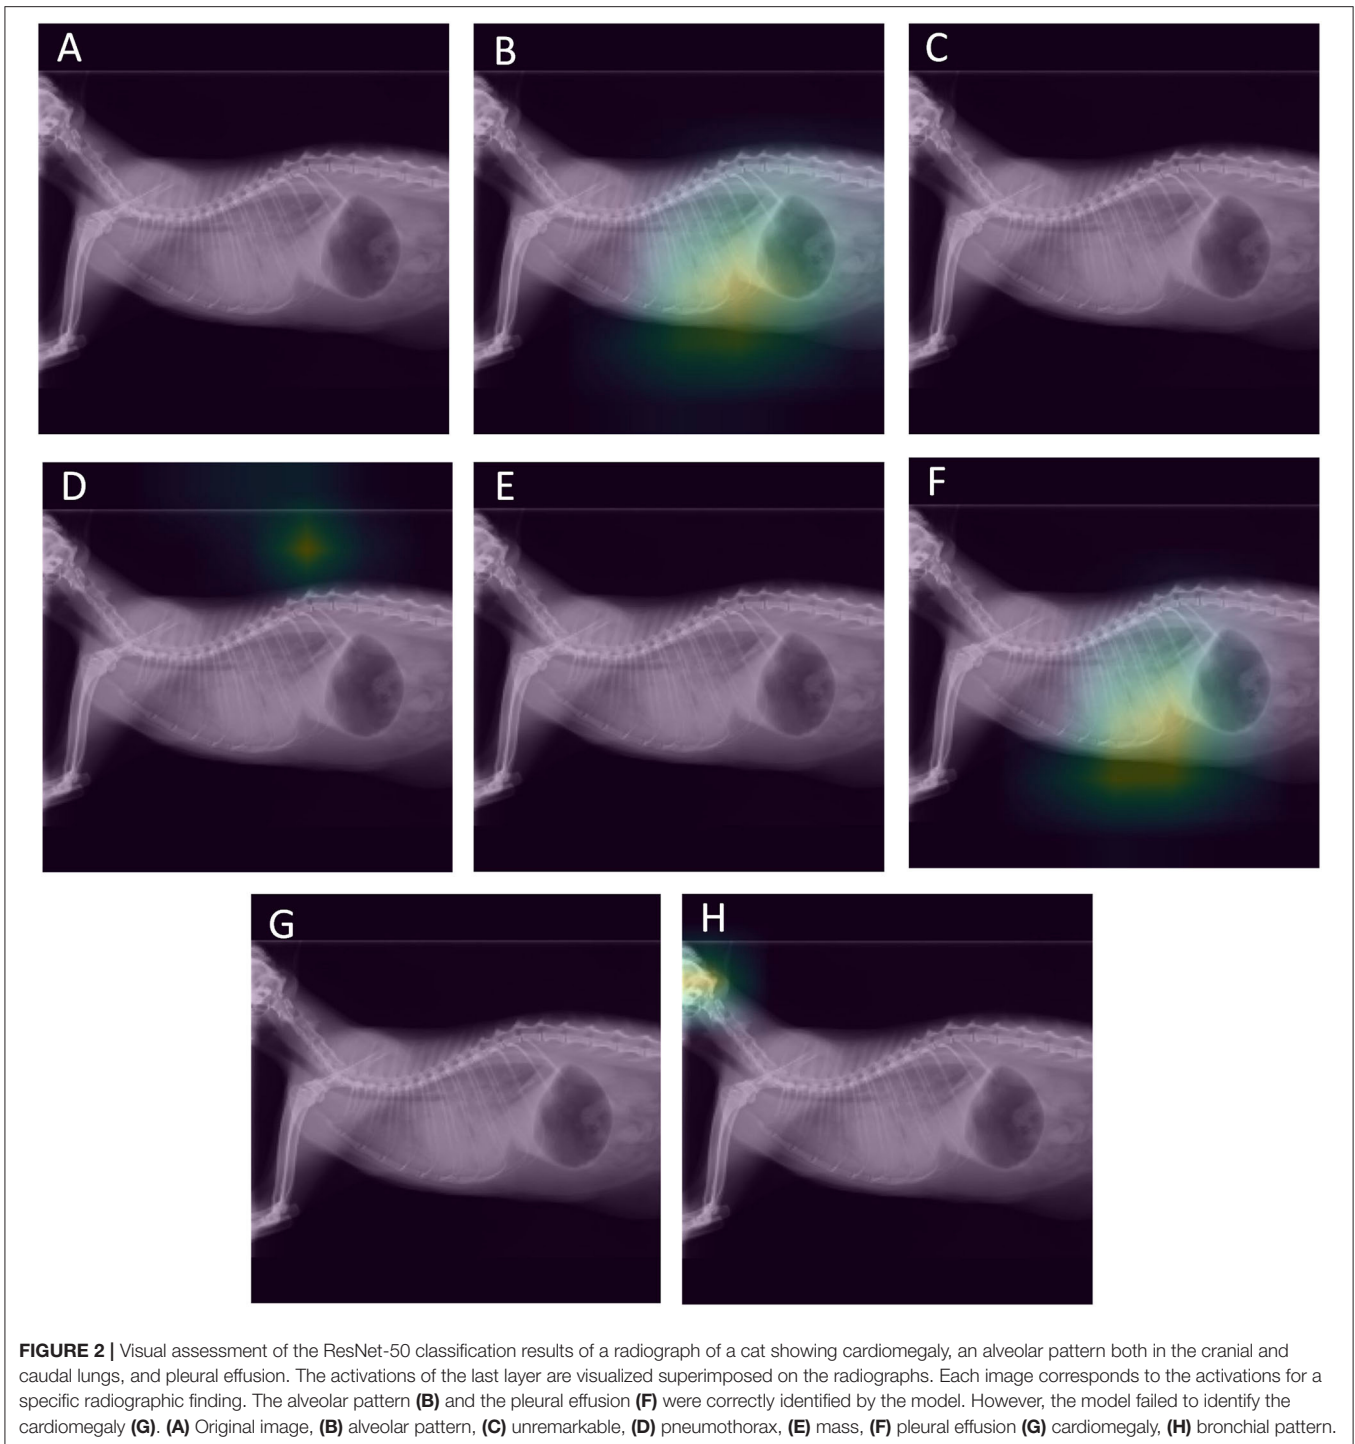 A
B
C
D
E
F
G
H
FIGURE 2 | Visual assessment of the ResNet-50 classification results of a radiograph of a cat showing cardiomegaly, an alveolar pattern both in the cranial and
caudal lungs, and pleural effusion. The activations of the last layer are visualized superimposed on the radiographs. Each image corresponds to the activations for a
specific radiographic finding. The alveolar pattern (B) and the pleural effusion (F) were correctly identified by the model. However, the model failed to identify the
cardiomegaly (G). (A) Original image, (B) alveolar pattern, (C) unremarkable, (D) pneumothorax, (E) mass, (F) pleural effusion (G) cardiomegaly, (H) bronchial pattern.